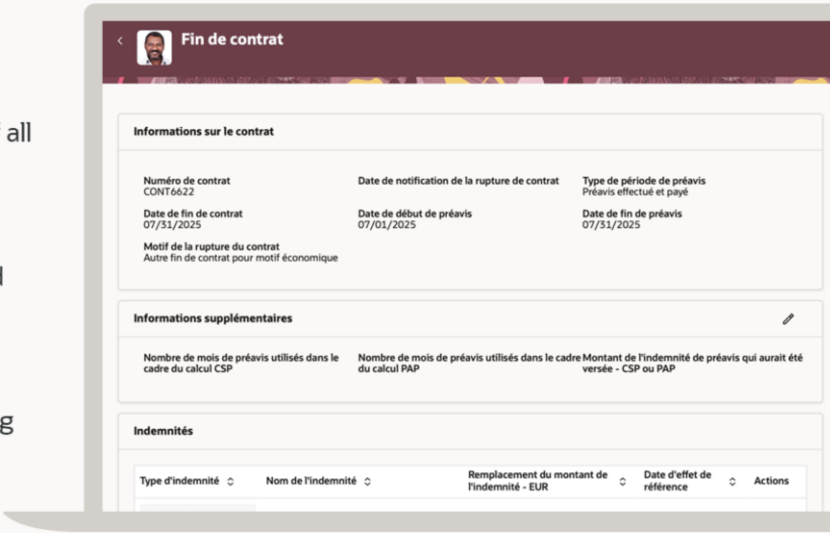 Fin de contrat
all
Informations sur le contrat
Numéro de contrat
CONT6622
Date de notification de la rupture de contrat
Type de période de préavis
Préavis effectué et payé
Date de fin de contrat
07/31/2025
Date de début de préavis
07/01/2025
Date de fin de préavis
07/31/2025
Motif de la rupture du contrat
Autre fin de contrat pour motif économique
Informations supplémentaires
Nombre de mois de préavis utilisés dans le
cadre du calcul CSP
Nombre de mois de préavis utilisés dans le cadre
du calcul PAP
Montant de l'indemnité de préavis qui aurait été
versée - CSP ou PAP
g
Indemnités
Type d'indemnité
Nom de l'indemnité
Remplacement du montant de
l'indemnité - EUR
Date d'effet de
référence
Actions